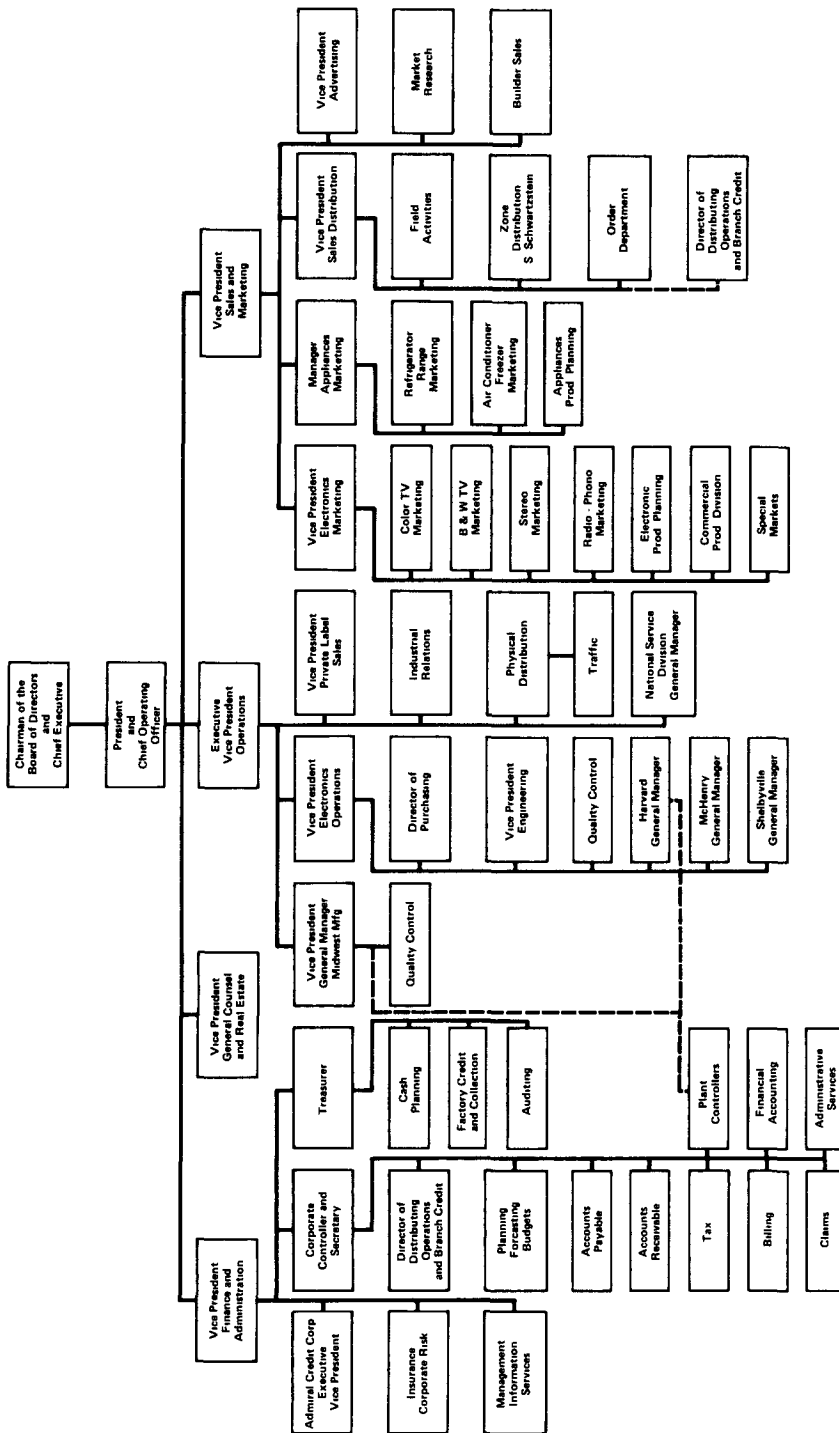 Chairman of the
Board of Directors
and
Chief Executive
President
and
Chief Operating
Officer
Vice President
Finance and
Administration
Vice President
General Counsel
and Real Estate
Executive
Vice President
Operations
Vice President
Sales and
Marketing
Admiral Credit Corp
Executive
Vice President
Insurance
Corporate Risk
Management
Information
Services
Corporate
Controller and
Secretary
Director of
Distributing
Operations
and Branch Credit
Planning
Forcasting
Budgets
Accounts
Payable
Accounts
Receivable
Tax
Billing
Claims
Plant
Controllers
Financial
Accounting
Administrative
Services
Treasurer
Cash
Planning
Factory Credit
and Collection
Auditing
Vice President
General Manager
Midwest Mfg
Quality Control
Vice President
Electronics
Operations
Director of
Purchasing
Vice President
Engineering
Quality Control
Harvard
General Manager
McHenry
General Manager
Shelbyville
General Manager
Vice President
Private Label
Sales
Industrial
Relations
Physical
Distribution
Traffic
National Service
Division
General Manager
Vice President
Electronics
Marketing
Color TV
Marketing
B & W TV
Marketing
Stereo
Marketing
Radio - Phono
Marketing
Electronic
Prod Planning
Commercial
Prod Division
Special
Markets
Manager
Appliances
Marketing
Refrigerator
Range
Marketing
Air Conditioner
Freezer
Marketing
Appliances
Prod Planning
Vice President
Sales Distribution
Field
Activities
Zone
Distribution
S Schwartzstein
Order
Department
Director of
Distributing
Operations
and Branch Credit
Vice President
Advertising
Market
Research
Builder Sales